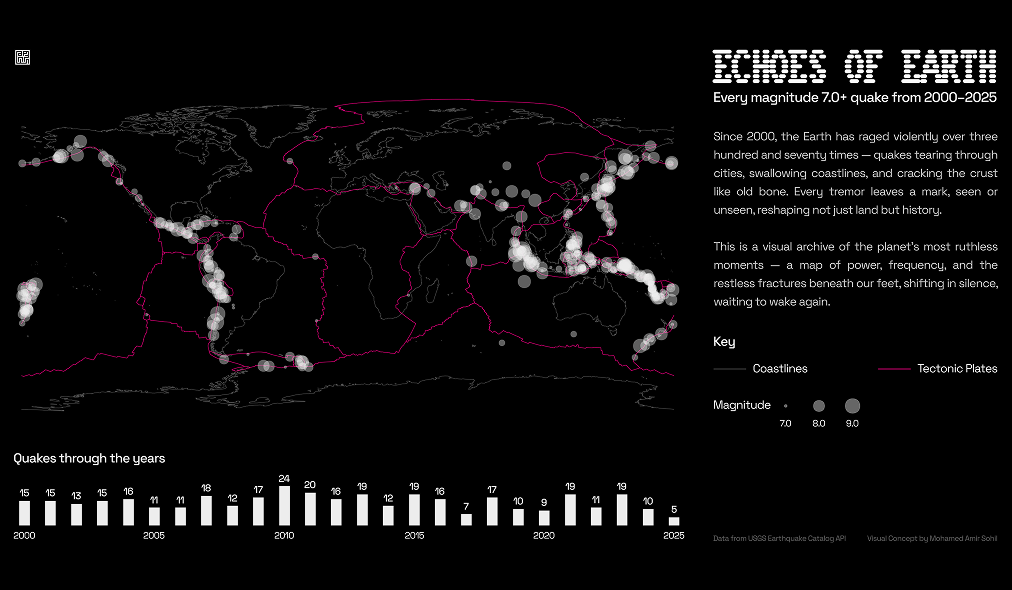 ECHOES OF EARTH
Every magnitude 7.0+ quake from 2000–2025
Since 2000, the Earth has raged violently over three
hundred and seventy times — quakes tearing through
cities, swallowing coastlines, and cracking the crust
like old bone. Every tremor leaves a mark, seen or
unseen, reshaping not just land but history.
This is a visual archive of the planet's most ruthless
moments — a map of power, frequency, and the
restless fractures beneath our feet, shifting in silence,
waiting to wake again.
Key
Coastlines Tectonic Plates
Magnitude
7.0 8.0 9.0
Quakes through the years
15 15 13 15 16 11 11 18 12 17 24 20 16 19 12 19 16 7 17 10 9 19 11 19 10 5
2000 2005 2010 2015 2020 2025
Data from USGS Earthquake Catalog API Visual Concept by Mohamed Amir Sohil